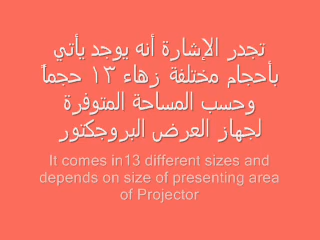 تجدر الإشارة أنه يوجد يأتي
بأحجام مختلفة زهاء ١٣ حجماً
وحسب المساحة المتوفرة
لجهاز العرض البروجكتور
It comes in13 different sizes and
depends on size of presenting area
of Projector